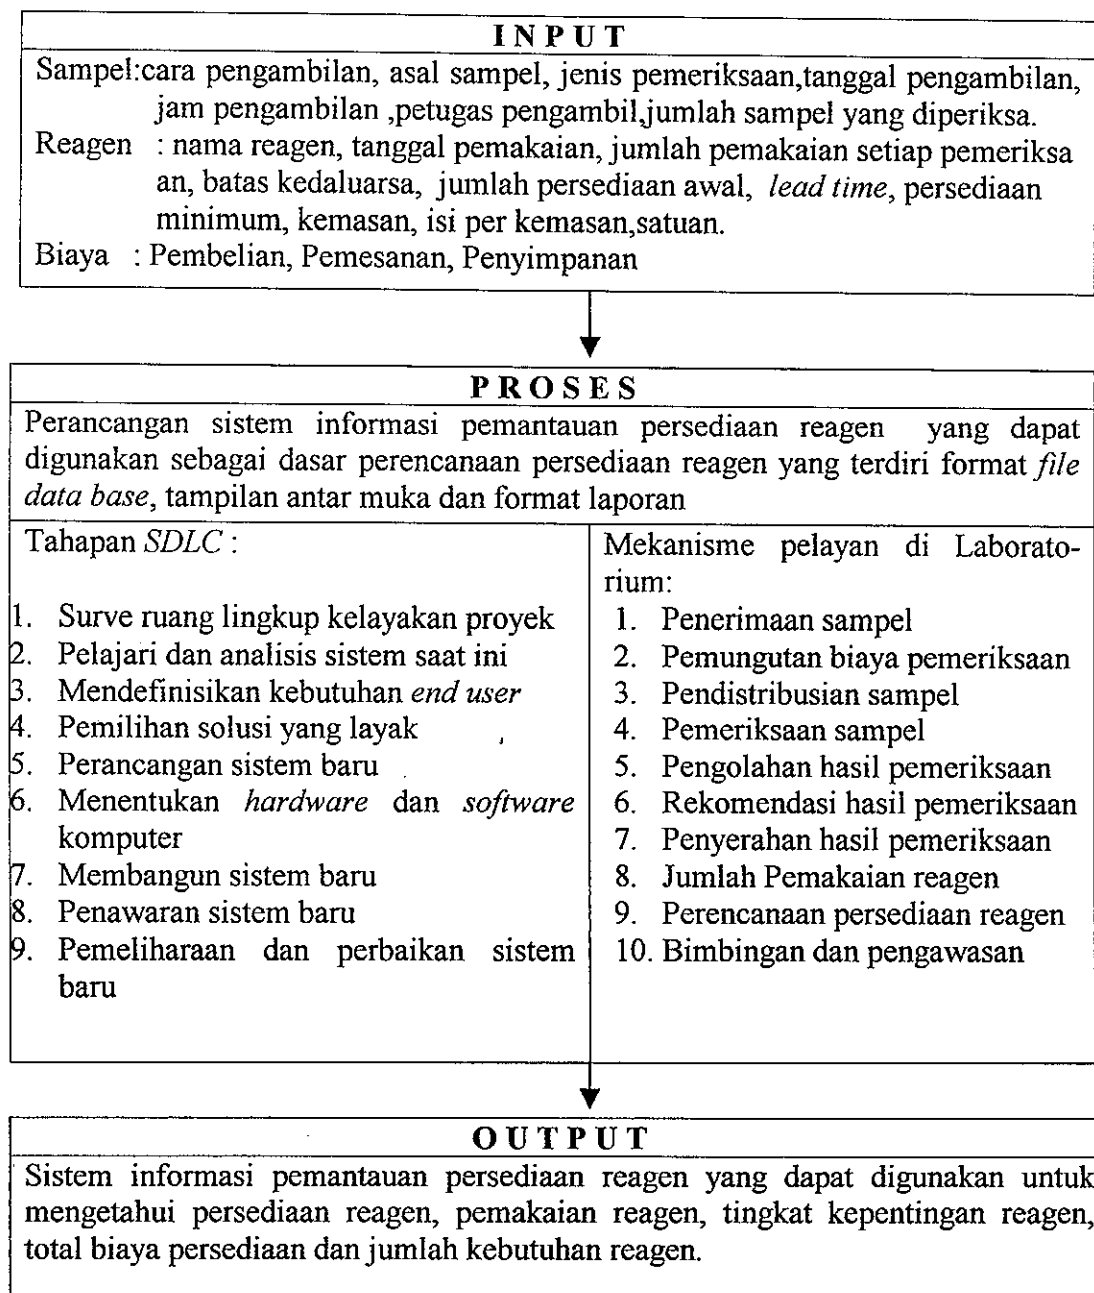 INPUT
Sampel:cara pengambilan, asal sampel, jenis pemeriksaan,tanggal pengambilan,
jam pengambilan ,petugas pengambil,jumlah sampel yang diperiksa.
Reagen : nama reagen, tanggal pemakaian, jumlah pemakaian setiap pemeriksa
an, batas kedaluarsa, jumlah persediaan awal, lead time, persediaan
minimum, kemasan, isi per kemasan,satuan.
Biaya : Pembelian, Pemesanan, Penyimpanan
PROSES
Perancangan sistem informasi pemantauan persediaan reagen yang dapat
digunakan sebagai dasar perencanaan persediaan reagen yang terdiri format file
data base, tampilan antar muka dan format laporan
Tahapan SDLC :
1. Surve ruang lingkup kelayakan proyek
2. Pelajari dan analisis sistem saat ini
3. Mendefinisikan kebutuhan end user
4. Pemilihan solusi yang layak
5. Perancangan sistem baru
6. Menentukan hardware dan software
komputer
7. Membangun sistem baru
8. Penawaran sistem baru
9. Pemeliharaan dan perbaikan sistem
baru
Mekanisme pelayan di Laborato-
rium:
1. Penerimaan sampel
2. Pemungutan biaya pemeriksaan
3. Pendistribusian sampel
4. Pemeriksaan sampel
5. Pengolahan hasil pemeriksaan
6. Rekomendasi hasil pemeriksaan
7. Penyerahan hasil pemeriksaan
8. Jumlah Pemakaian reagen
9. Perencanaan persediaan reagen
10. Bimbingan dan pengawasan
OUTPUT
Sistem informasi pemantauan persediaan reagen yang dapat digunakan untuk
mengetahui persediaan reagen, pemakaian reagen, tingkat kepentingan reagen,
total biaya persediaan dan jumlah kebutuhan reagen.